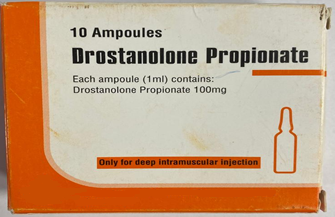 10 Ampoules
Drostanolone Propionate
Each ampoule (1ml) contains:
Drostanolone Propionate 100mg
Only for deep intramuscular injection